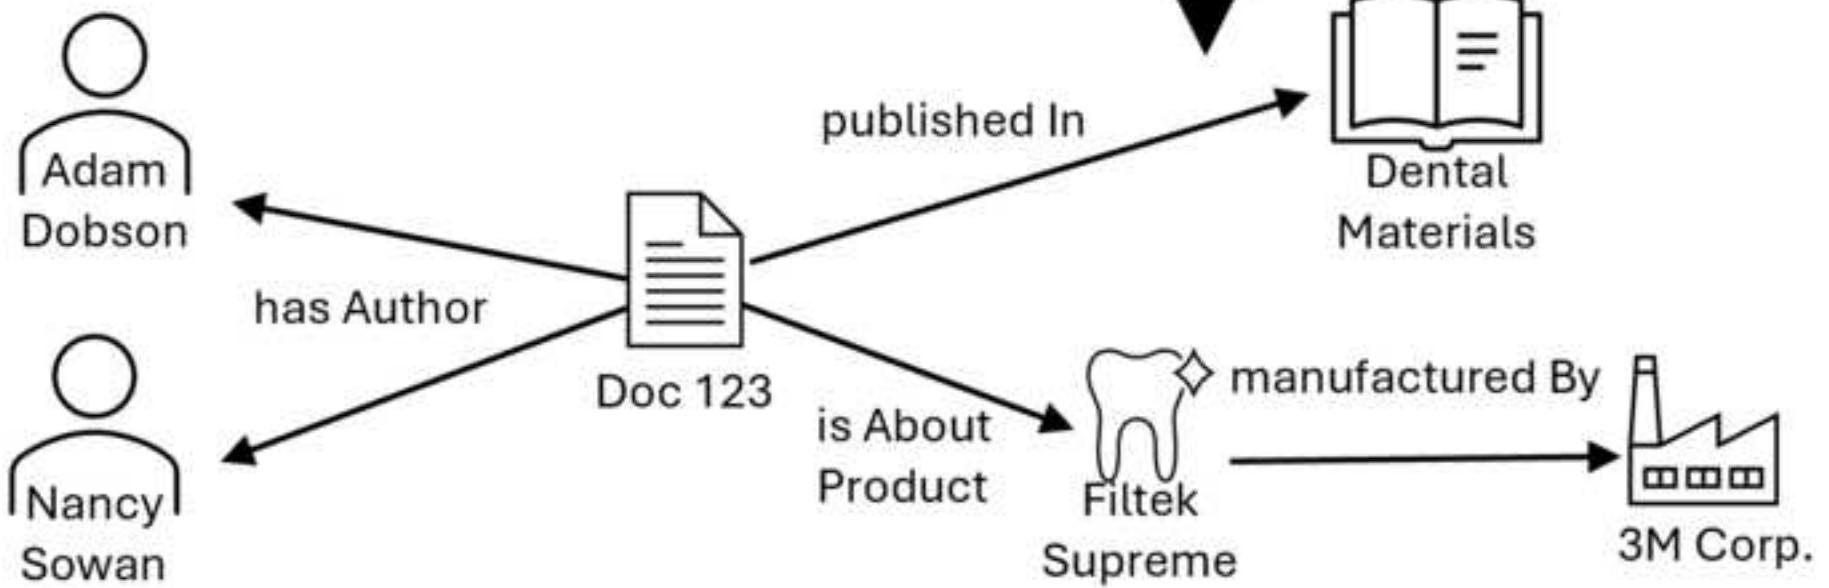 Adam
Dobson
published In
Dental
Materials
has Author
Doc 123
is About
Product
manufactured By
Filtek
Supreme
3M Corp.
Nancy
Sowan